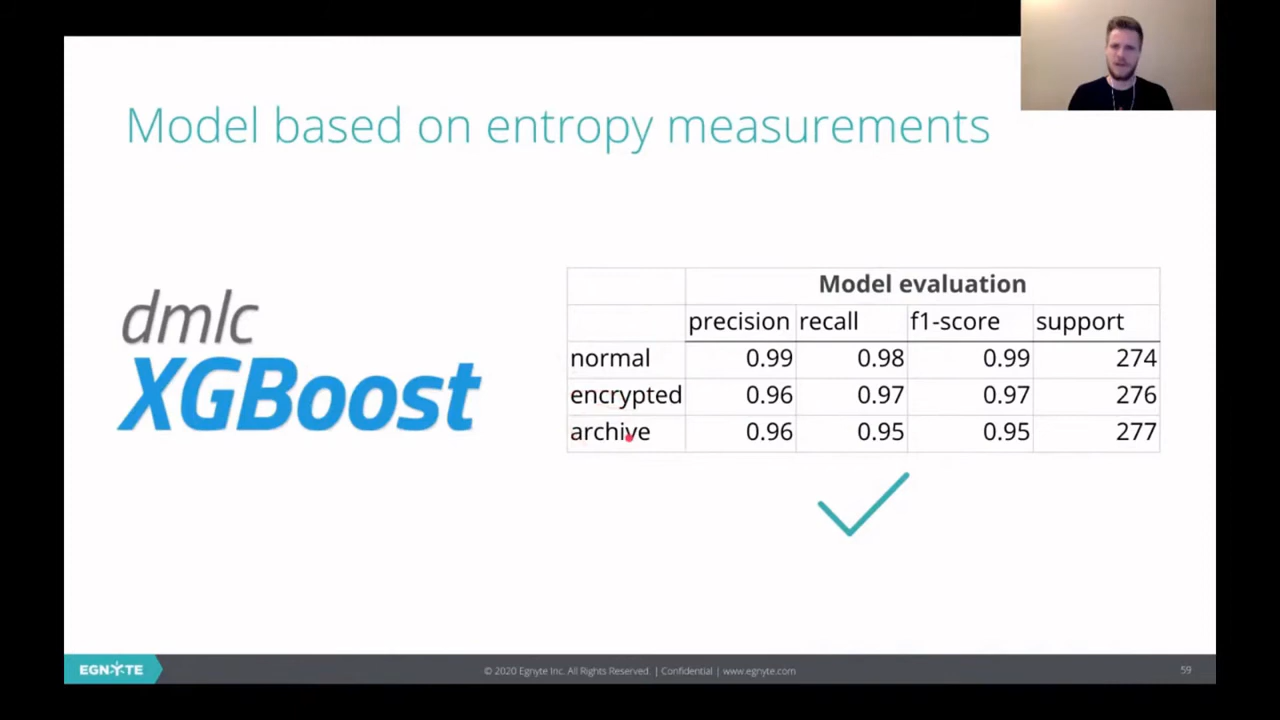 Model based on entropy measurements
dmlc
XGBoost
Model evaluation
precision recall f1-score support
normal 0.99 0.98 0.99 274
encrypted 0.96 0.97 0.97 276
archive 0.96 0.95 0.95 277
EGNYTE
© 2020 Egnyte Inc. All Rights Reserved. | Confidential | www.egnyte.com
59